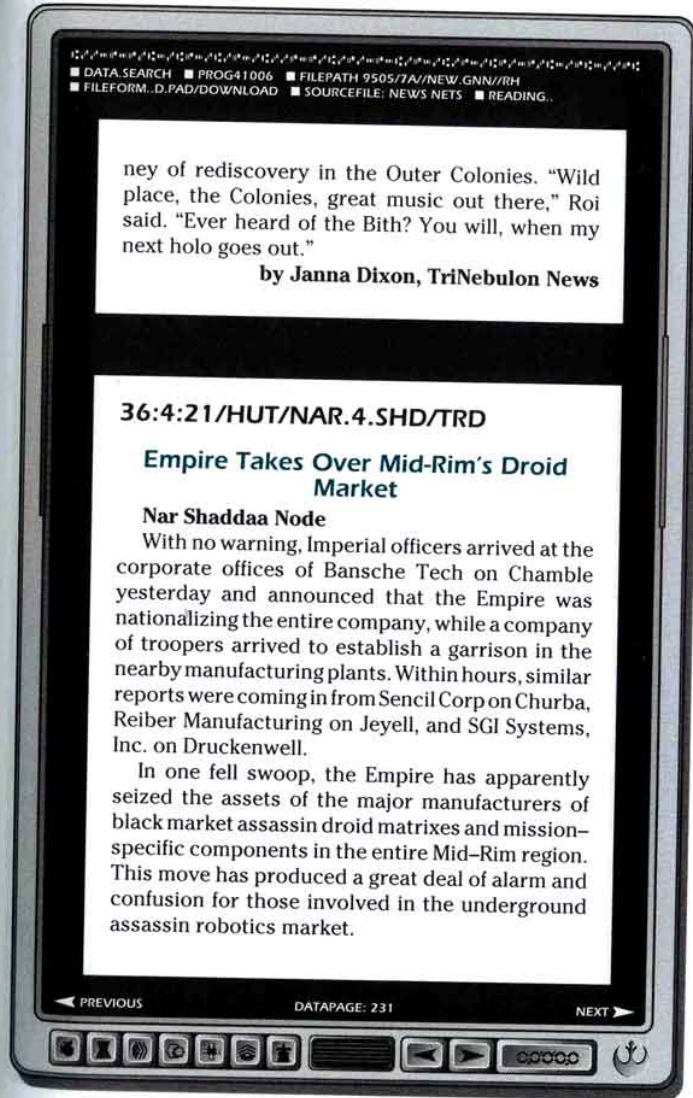 ■ DATA.SEARCH ■ PROG41006 ■ FILEPATH 9505/7A//NEW.GNN//RH
■ FILEFORM..D.PAD/DOWNLOAD ■ SOURCEFILE: NEWS NETS ■ READING..
ney of rediscovery in the Outer Colonies. “Wild
place, the Colonies, great music out there,” Roi
said. “Ever heard of the Bith? You will, when my
next holo goes out.”
by Janna Dixon, TriNebulon News
36:4:21/HUT/NAR.4.SHD/TRD
Empire Takes Over Mid-Rim's Droid
Market
Nar Shaddaa Node
With no warning, Imperial officers arrived at the
corporate offices of Bansche Tech on Chamble
yesterday and announced that the Empire was
nationalizing the entire company, while a company
of troopers arrived to establish a garrison in the
nearby manufacturing plants. Within hours, similar
reports were coming in from Sencil Corp on Churba,
Reiber Manufacturing on Jeyell, and SGI Systems,
Inc. on Druckenwell.
In one fell swoop, the Empire has apparently
seized the assets of the major manufacturers of
black market assassin droid matrixes and mission–
specific components in the entire Mid–Rim region.
This move has produced a great deal of alarm and
confusion for those involved in the underground
assassin robotics market.
PREVIOUS
DATAPAGE: 231
NEXT